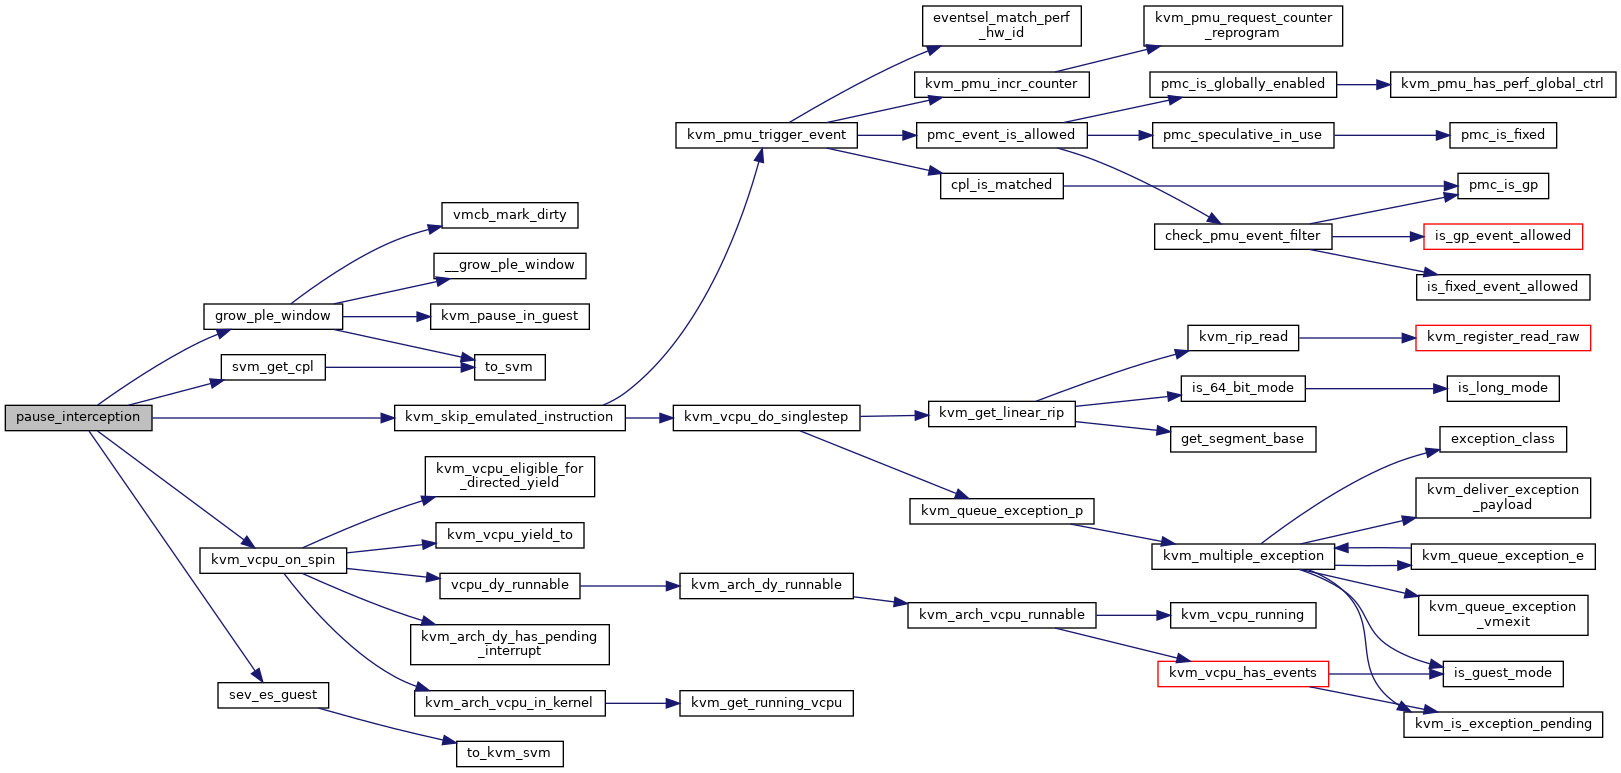 eventsel_match_perf
_hw_id
kvm_pmu_request_counter
_reprogram
kvm_pmu_incr_counter
pmc_is_globally_enabled
kvm_pmu_has_perf_global_ctrl
kvm_pmu_trigger_event
pmc_event_is_allowed
pmc_speculative_in_use
pmc_is_fixed
cpl_is_matched
pmc_is_gp
vmcb_mark_dirty
check_pmu_event_filter
is_gp_event_allowed
__grow_ple_window
is_fixed_event_allowed
grow_ple_window
kvm_pause_in_guest
kvm_rip_read
kvm_register_read_raw
svm_get_cpl
to_svm
is_64_bit_mode
is_long_mode
pause_interception
kvm_skip_emulated_instruction
kvm_vcpu_do_singlestep
kvm_get_linear_rip
get_segment_base
exception_class
kvm_vcpu_eligible_for
_directed_yield
kvm_deliver_exception
_payload
kvm_queue_exception_p
kvm_vcpu_yield_to
kvm_vcpu_on_spin
kvm_multiple_exception
kvm_queue_exception_e
vcpu_dy_runnable
kvm_arch_dy_runnable
kvm_arch_vcpu_runnable
kvm_vcpu_running
kvm_queue_exception
_vmexit
kvm_arch_dy_has_pending
_interrupt
kvm_vcpu_has_events
is_guest_mode
sev_es_guest
kvm_arch_vcpu_in_kernel
kvm_get_running_vcpu
kvm_is_exception_pending
to_kvm_svm